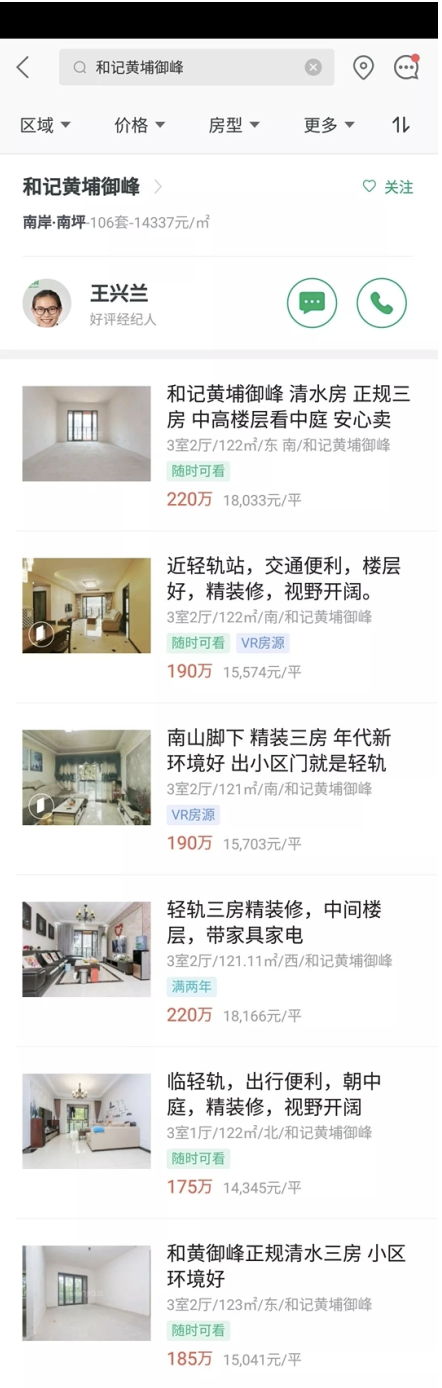 和记黄埔御峰
区域
价格
房型
更多
和记黄埔御峰
关注
南岸·南坪-106套-14337元/㎡
王兴兰
好评经纪人
和记黄埔御峰 清水房 正规三
房 中高楼层看中庭 安心卖
3室2厅/122㎡/东 南/和记黄埔御峰
随时可看
220万 18,033元/平
近轻轨站，交通便利，楼层
好，精装修，视野开阔。
3室2厅/122㎡/南/和记黄埔御峰
随时可看 VR房源
190万 15,574元/平
南山脚下 精装三房 年代新
环境好 出小区门就是轻轨
3室2厅/121㎡/南/和记黄埔御峰
VR房源
190万 15,703元/平
轻轨三房精装修，中间楼
层，带家具家电
3室2厅/121.11㎡/西/和记黄埔御峰
满两年
220万 18,166元/平
临轻轨，出行便利，朝中
庭，精装修，视野开阔
3室1厅/122㎡/北/和记黄埔御峰
随时可看
175万 14,345元/平
和黄御峰正规清水三房 小区
环境好
3室2厅/123㎡/东/和记黄埔御峰
随时可看
185万 15,041元/平